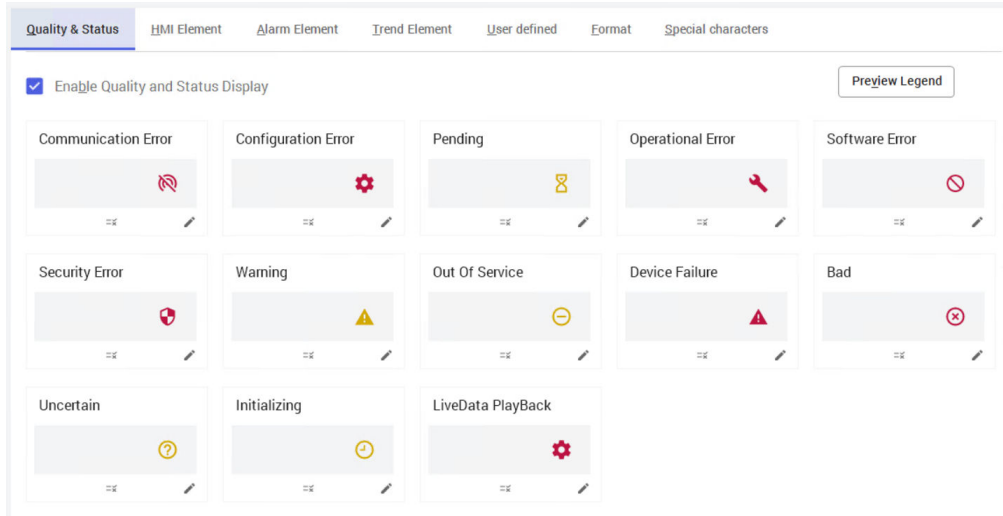 Quality & Status HMI Element Alarm Element Trend Element User defined Format Special characters
Enable Quality and Status Display Preview Legend
Communication Error Configuration Error Pending Operational Error Software Error
Security Error Warning Out Of Service Device Failure Bad
Uncertain Initializing LiveData PlayBack